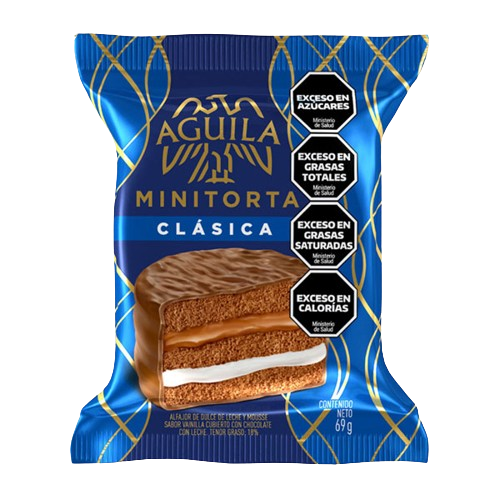 AGUILA
MINITORTA
CLÁSICA
EXCESO EN
AZÚCARES
Ministerio
de Salud
EXCESO EN
GRASAS
TOTALES
Ministerio
de Salud
EXCESO EN
GRASAS
SATURADAS
Ministerio
de Salud
EXCESO EN
CALORÍAS
Ministerio
de Salud
ALFAJOR DE DULCE DE LECHE Y MOUSSE
SABOR VAINILLA CUBIERTO CON CHOCOLATE
CON LECHE. TENOR GRASO: 18%
CONTENIDO
NETO
69 g